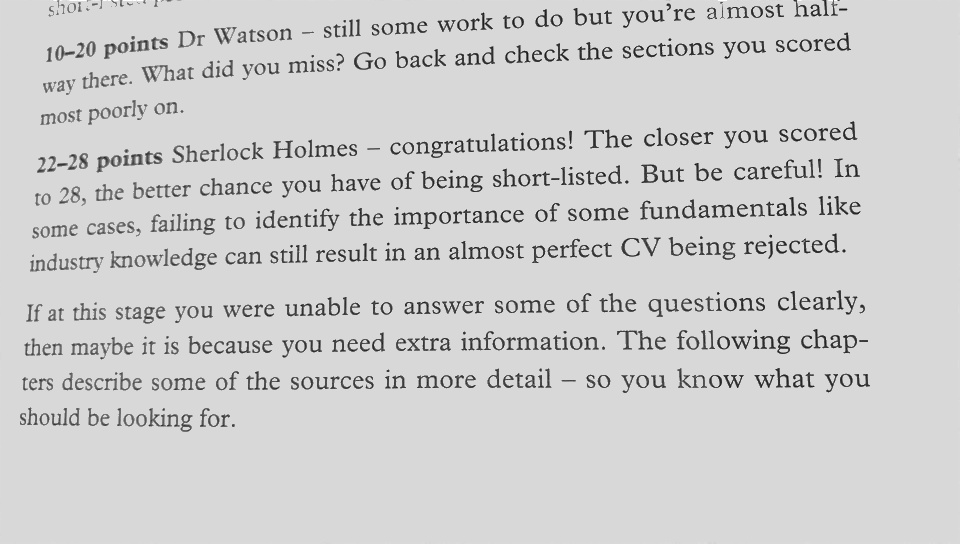 10–20 points Dr Watson – still some work to do but you're almost half-
way there. What did you miss? Go back and check the sections you scored
most poorly on.
22–28 points Sherlock Holmes – congratulations! The closer you scored
to 28, the better chance you have of being short-listed. But be careful! In
some cases, failing to identify the importance of some fundamentals like
industry knowledge can still result in an almost perfect CV being rejected.
If at this stage you were unable to answer some of the questions clearly,
then maybe it is because you need extra information. The following chap-
ters describe some of the sources in more detail – so you know what you
should be looking for.